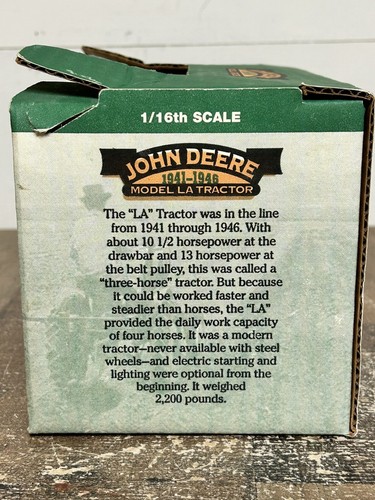 1/16th SCALE
JOHN DEERE
1941-1946
MODEL LA TRACTOR
The "LA" Tractor was in the line
from 1941 through 1946. With
about 10 1/2 horsepower at the
drawbar and 13 horsepower at
the belt pulley, this was called a
"three-horse" tractor. But because
it could be worked faster and
steadier than horses, the "LA"
provided the daily work capacity
of four horses. It was a modern
tractor—never available with steel
wheels—and electric starting and
lighting were optional from the
beginning. It weighed
2,200 pounds.